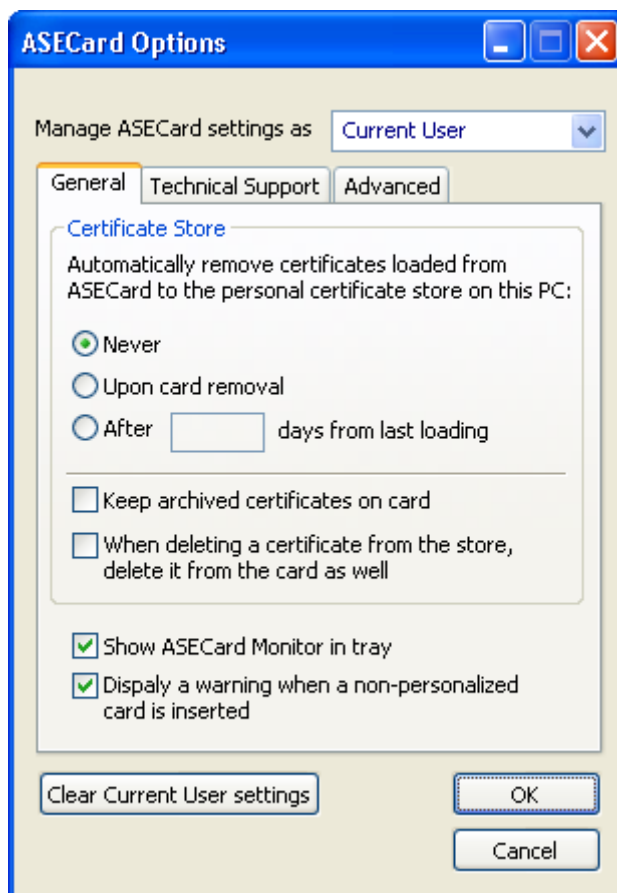 ASECard Options
Manage ASECard settings as
Current User
General
Technical Support
Advanced
Certificate Store
Automatically remove certificates loaded from
ASECard to the personal certificate store on this PC:
Never
Upon card removal
After days from last loading
Keep archived certificates on card
When deleting a certificate from the store,
delete it from the card as well
Show ASECard Monitor in tray
Dispaly a warning when a non-personalized
card is inserted
Clear Current User settings
OK
Cancel